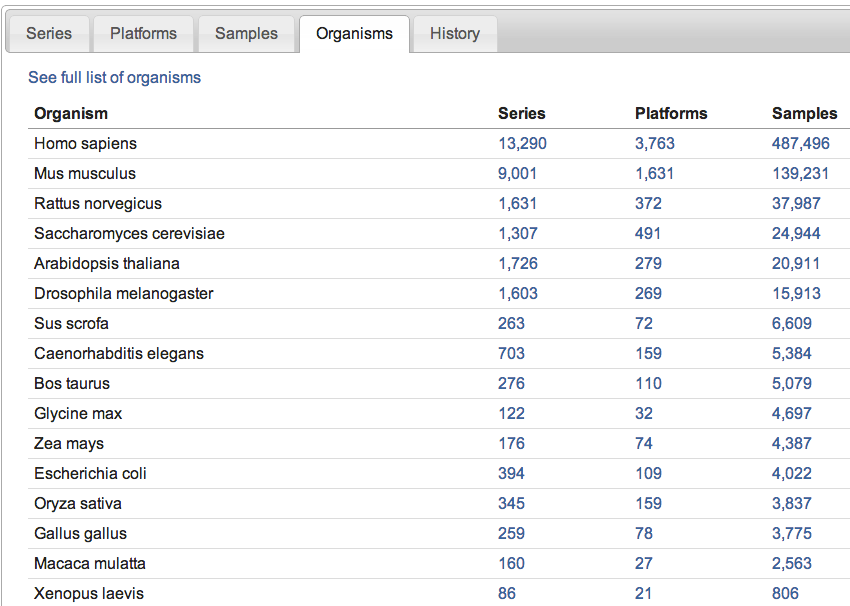 Series Platforms Samples Organisms History
See full list of organisms
Organism Series Platforms Samples
Homo sapiens 13,290 3,763 487,496
Mus musculus 9,001 1,631 139,231
Rattus norvegicus 1,631 372 37,987
Saccharomyces cerevisiae 1,307 491 24,944
Arabidopsis thaliana 1,726 279 20,911
Drosophila melanogaster 1,603 269 15,913
Sus scrofa 263 72 6,609
Caenorhabditis elegans 703 159 5,384
Bos taurus 276 110 5,079
Glycine max 122 32 4,697
Zea mays 176 74 4,387
Escherichia coli 394 109 4,022
Oryza sativa 345 159 3,837
Gallus gallus 259 78 3,775
Macaca mulatta 160 27 2,563
Xenopus laevis 86 21 806